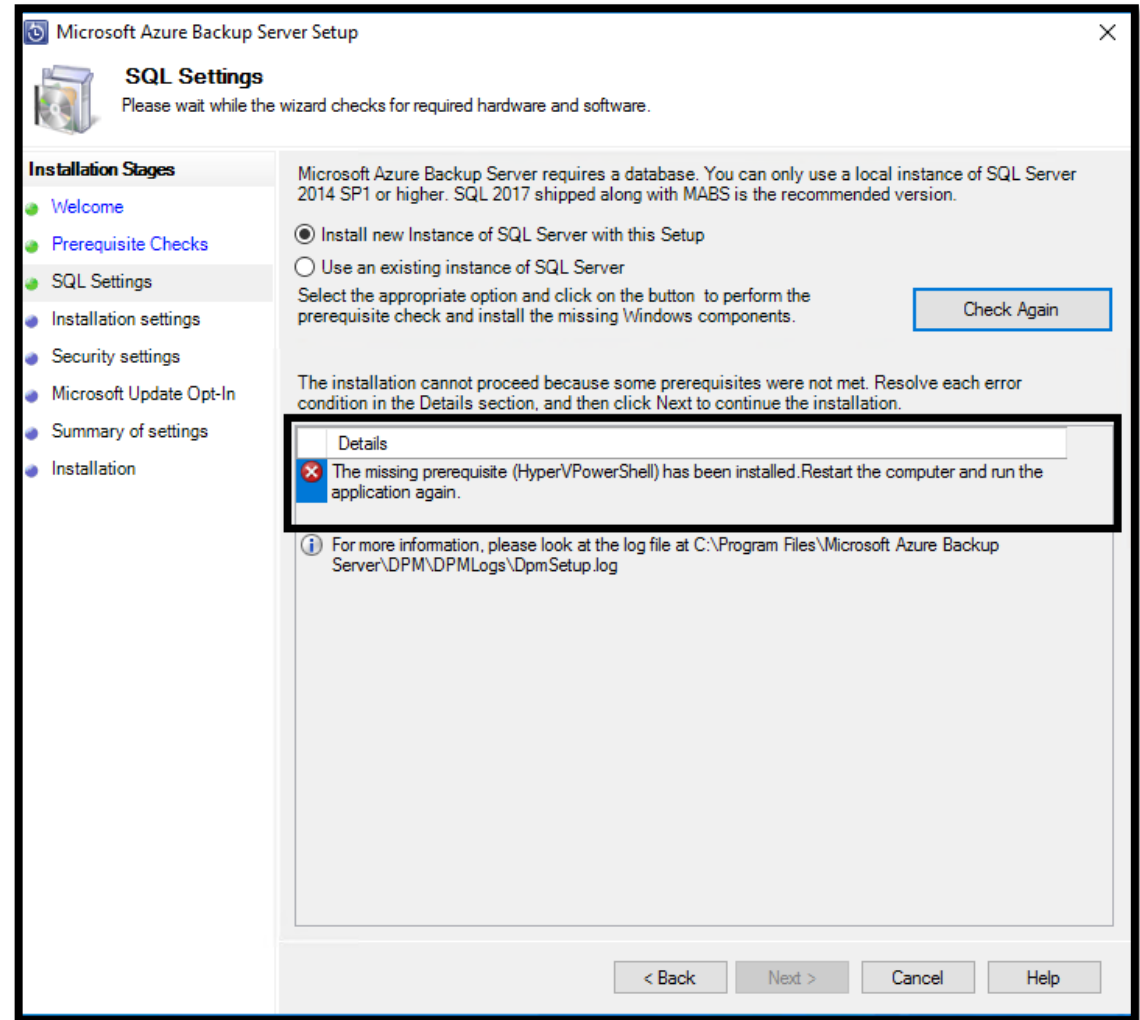 Microsoft Azure Backup Server Setup
SQL Settings
Please wait while the wizard checks for required hardware and software.
Installation Stages
Welcome
Prerequisite Checks
SQL Settings
Installation settings
Security settings
Microsoft Update Opt-In
Summary of settings
Installation
Microsoft Azure Backup Server requires a database. You can only use a local instance of SQL Server
2014 SP1 or higher. SQL 2017 shipped along with MABS is the recommended version.
Install new Instance of SQL Server with this Setup
Use an existing instance of SQL Server
Select the appropriate option and click on the button to perform the
prerequisite check and install the missing Windows components.
Check Again
The installation cannot proceed because some prerequisites were not met. Resolve each error
condition in the Details section, and then click Next to continue the installation.
Details
The missing prerequisite (HyperVPowerShell) has been installed.Restart the computer and run the
application again.
For more information, please look at the log file at C:\Program Files\Microsoft Azure Backup
Server\DPM\DPMLogs\DpmSetup.log
< Back
Next >
Cancel
Help